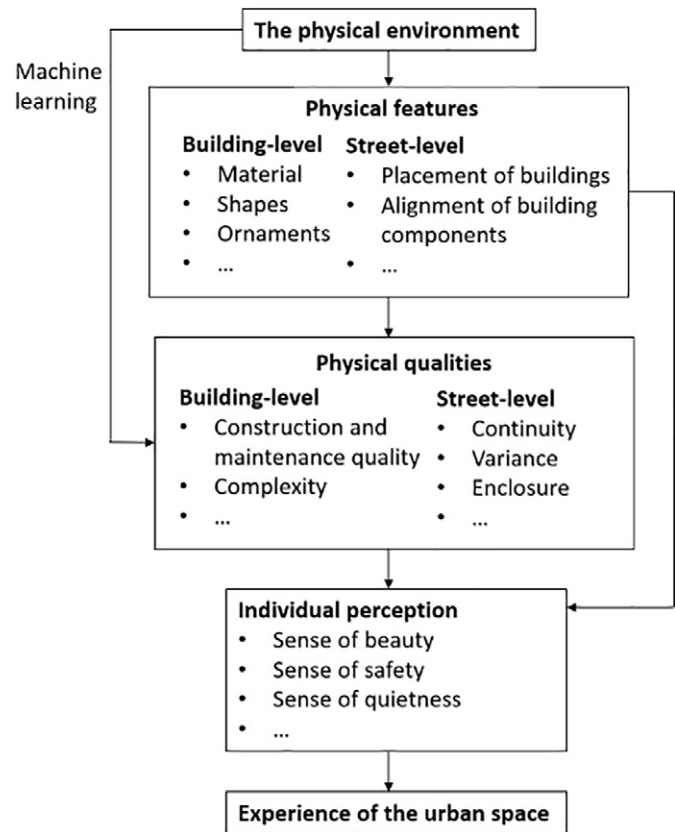 The physical environment
Machine
learning
Physical features
Building-level
• Material
• Shapes
• Ornaments
• ...
Street-level
• Placement of buildings
• Alignment of building
components
• ...
Physical qualities
Building-level
• Construction and
maintenance quality
• Complexity
• ...
Street-level
• Continuity
• Variance
• Enclosure
• ...
Individual perception
• Sense of beauty
• Sense of safety
• Sense of quietness
• ...
Experience of the urban space